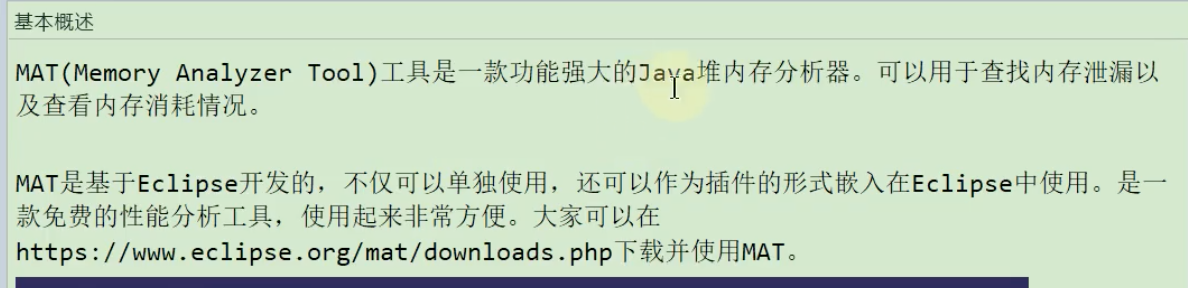 基本概述
MAT(Memory Analyzer Tool)工具是一款功能强大的Java堆内存分析器。可以用于查找内存泄漏以
及查看内存消耗情况。
MAT是基于Eclipse开发的，不仅可以单独使用，还可以作为插件的形式嵌入在Eclipse中使用。是一
款免费的性能分析工具，使用起来非常方便。大家可以在
https://www.eclipse.org/mat/downloads.php下载并使用MAT。